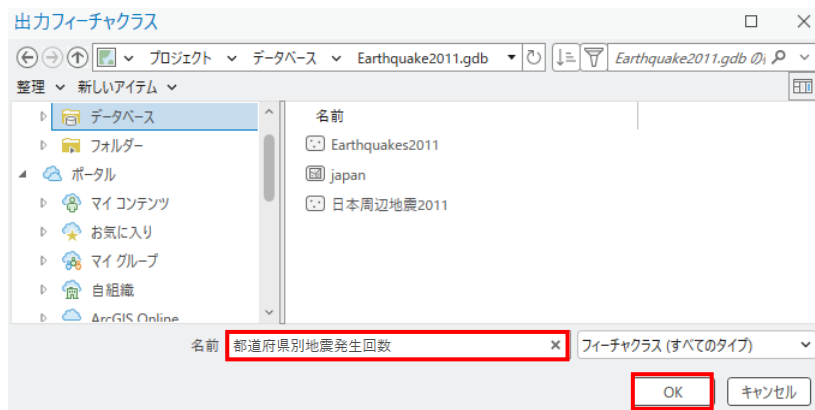 出力フィーチャクラス
プロジェクト データベース Earthquake2011.gdb Earthquake2011.gdb の
整理 新しいアイテム
データベース
フォルダー
ポータル
マイ コンテンツ
お気に入り
マイ グループ
自組織
ArcGIS Online
名前
Earthquakes2011
japan
日本周辺地震2011
名前 都道府県別地震発生回数 フィーチャクラス (すべてのタイプ)
OK キャンセル